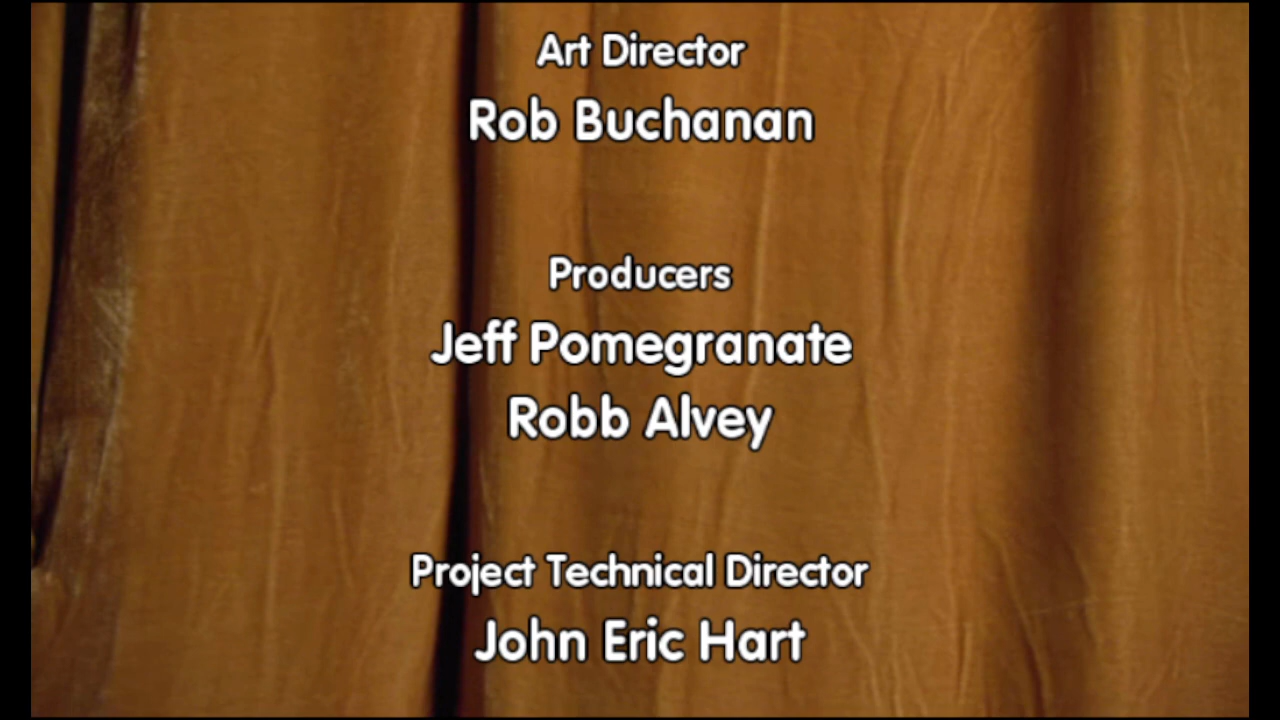 Art Director
Rob Buchanan
Producers
Jeff Pomegranate
Robb Alvey
Project Technical Director
John Eric Hart